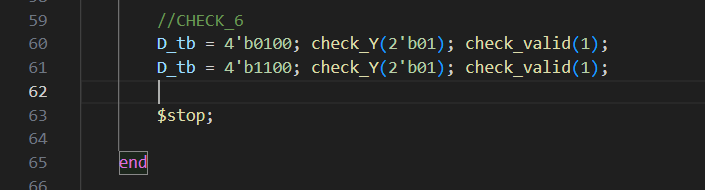 59 //CHECK_6
60 D_tb = 4'b0100; check_Y(2'b01); check_valid(1);
61 D_tb = 4'b1100; check_Y(2'b01); check_valid(1);
62
63 $stop;
64
65 end
66